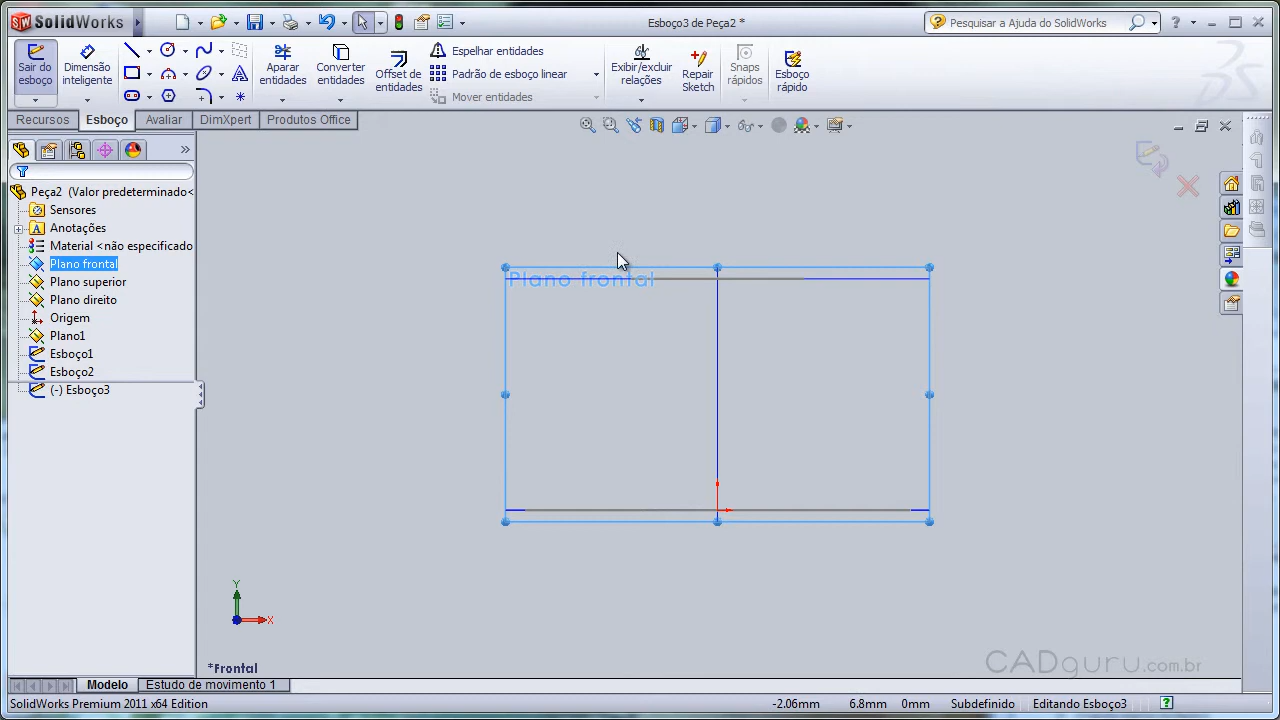 SolidWorks
Esboço3 de Peça2 *
Pesquisar a Ajuda do SolidWorks
Sair do esboço
Dimensão inteligente
Aparar entidades
Converter entidades
Offset de entidades
Espelhar entidades
Padrão de esboço linear
Mover entidades
Exibir/excluir relações
Repair Sketch
Snaps rápidos
Esboço rápido
Recursos Esboço Avaliar DimXpert Produtos Office
Peça2 (Valor predeterminado<
Sensores
Anotações
Material <não especificado
Plano frontal
Plano superior
Plano direito
Origem
Plano1
Esboço1
Esboço2
(-) Esboço3
Plano frontal
Y
X
*Frontal
CADguru.com.br
Modelo Estudo de movimento 1
SolidWorks Premium 2011 x64 Edition
-2.06mm 6.8mm 0mm Subdefinido Editando Esboço3